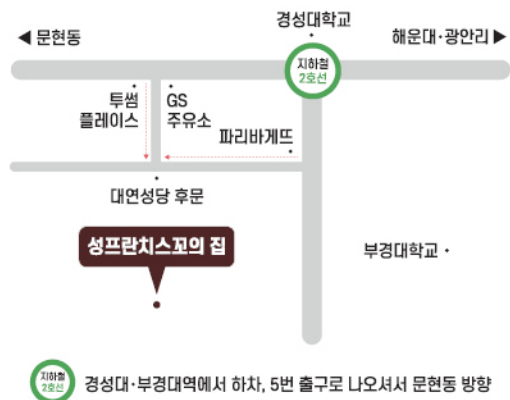 경성대학교
◀ 문현동
해운대·광안리 ▶
지하철
2호선
투썸
플레이스
GS
주유소
파리바게뜨
대연성당 후문
성프란치스꼬의 집
부경대학교
지하철
2호선
경성대·부경대역에서 하차, 5번 출구로 나오셔서 문현동 방향